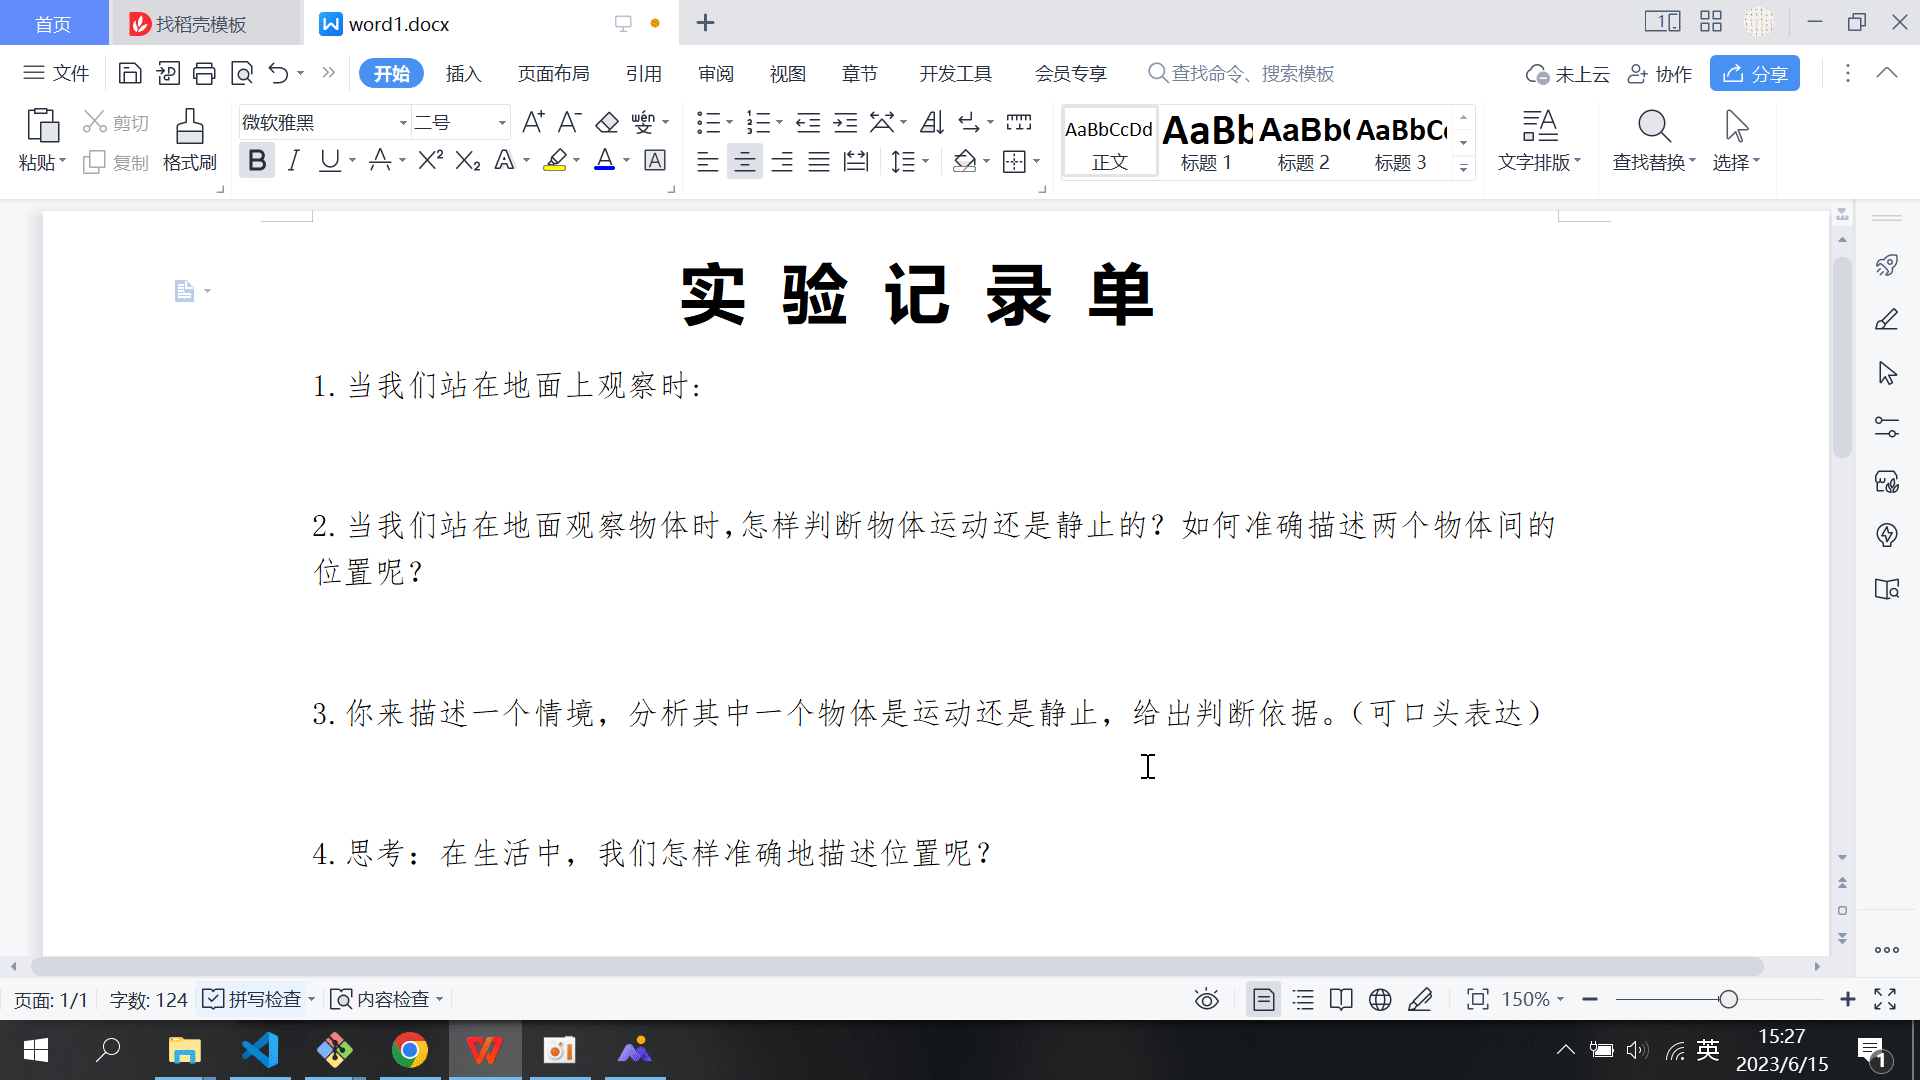 首页
找稻壳模板
word1.docx
文件
开始
插入
页面布局
引用
审阅
视图
章节
开发工具
会员专享
查找命令、搜索模板
未上云
协作
分享
粘贴
剪切
复制
格式刷
微软雅黑
二号
AaBbCcDd
正文
AaBb
标题 1
AaBb(
标题 2
AaBbC
标题 3
文字排版
查找替换
选择
实验记录单
1.当我们站在地面上观察时:
2.当我们站在地面观察物体时,怎样判断物体运动还是静止的？如何准确描述两个物体间的
位置呢？
3.你来描述一个情境，分析其中一个物体是运动还是静止，给出判断依据。（可口头表达）
4.思考：在生活中，我们怎样准确地描述位置呢？
页面: 1/1
字数: 124
拼写检查
内容检查
150%
英
15:27
2023/6/15
1